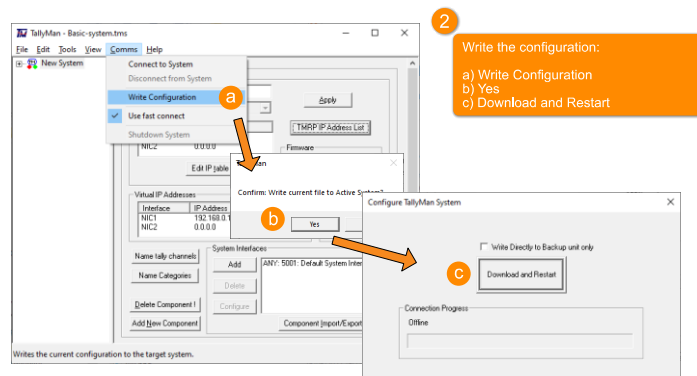 TallyMan - Basic-system.tms
File Edit Tools View Comms Help
New System
Connect to System
Disconnect from System
Write Configuration
Use fast connect
Shutdown System
a
Apply
TMRP IP Address List
NIC2 0.0.0.0
Firmware
Edit IP table
Virtual IP Addresses
Interface IP Address
NIC1 192.168.0.1
NIC2 0.0.0.0
Name tally channels
Name Categories
Delete Component !
Add New Component
System Interfaces
Add
Delete
Configure
ANY: 5001: Default System Inter
Component Import/Export
Writes the current configuration to the target system.
Confirm: Write current file to Active System?
b
Yes
Configure TallyMan System
Write Directly to Backup unit only
c
Download and Restart
Connection Progress
Offline
2
Write the configuration:
a) Write Configuration
b) Yes
c) Download and Restart